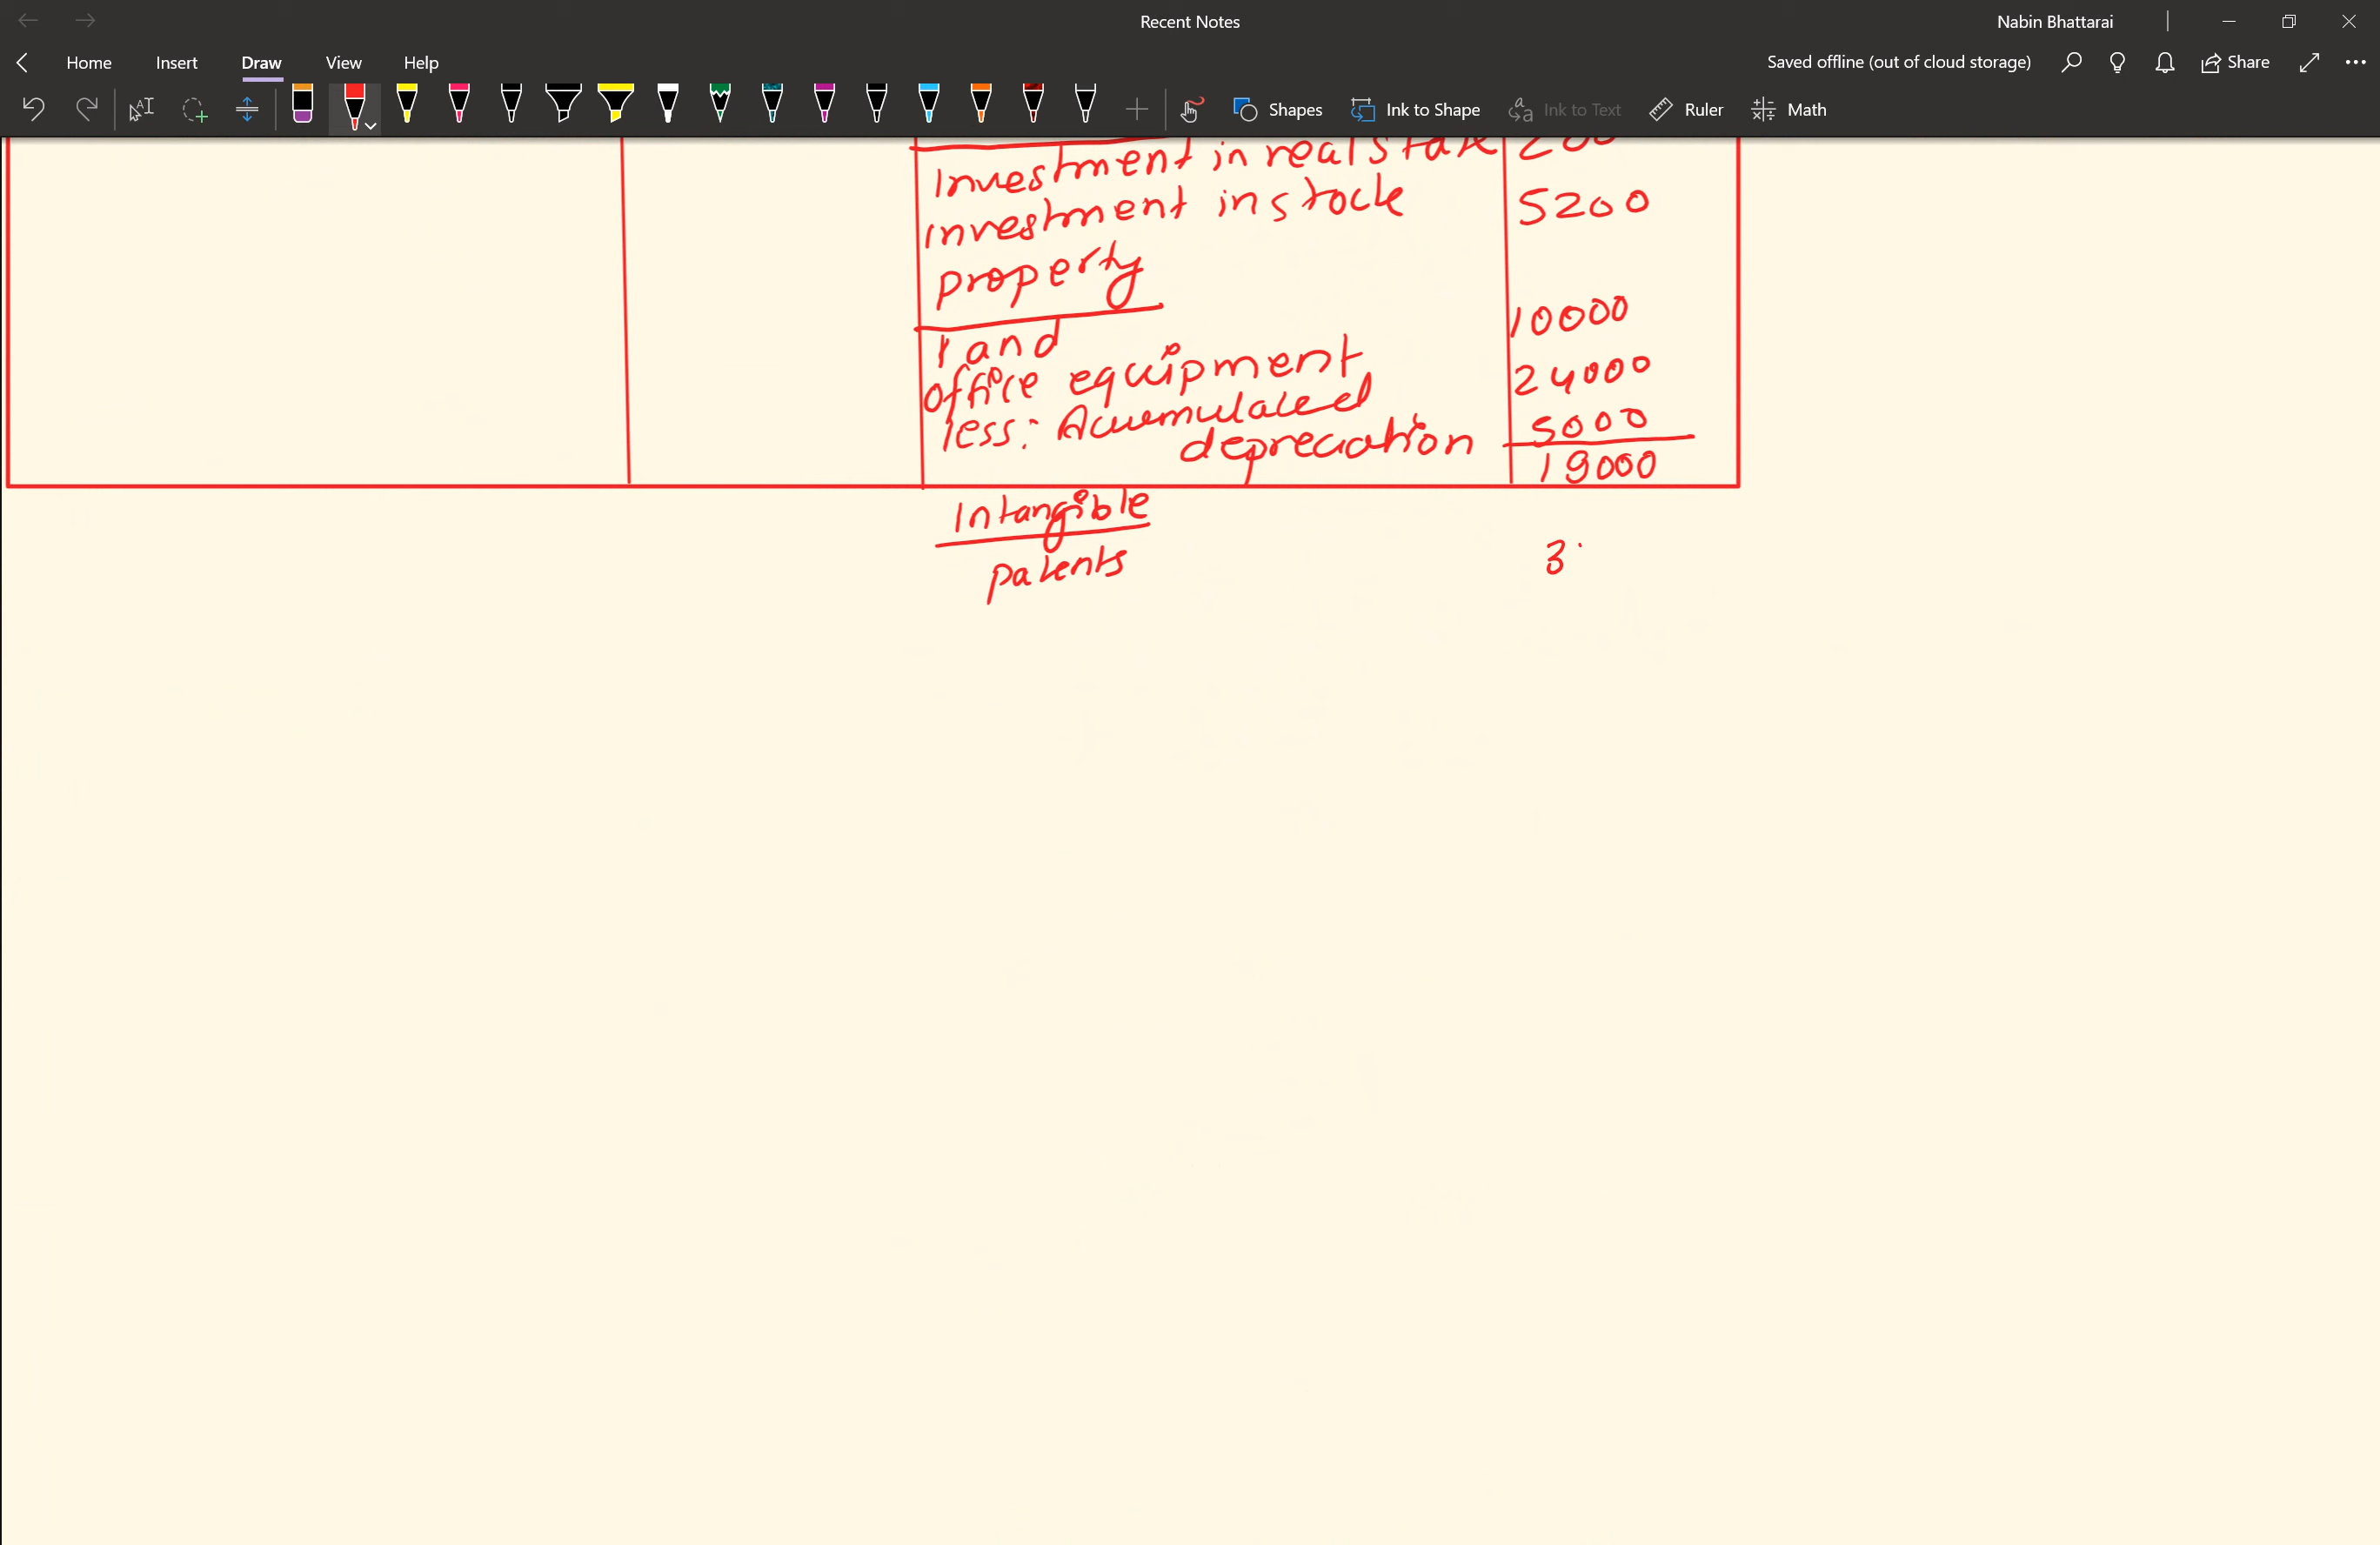 Recent Notes
Nabin Bhattarai
Home Insert Draw View Help
Saved offline (out of cloud storage)
Share
Shapes
Ink to Shape
Ink to Text
Ruler
Math
Investment in real
Investment in stock 5200
property
land 10000
office equipment 24000
less: Acumulated 5000
depreciation
19000
Intangible
patents 3